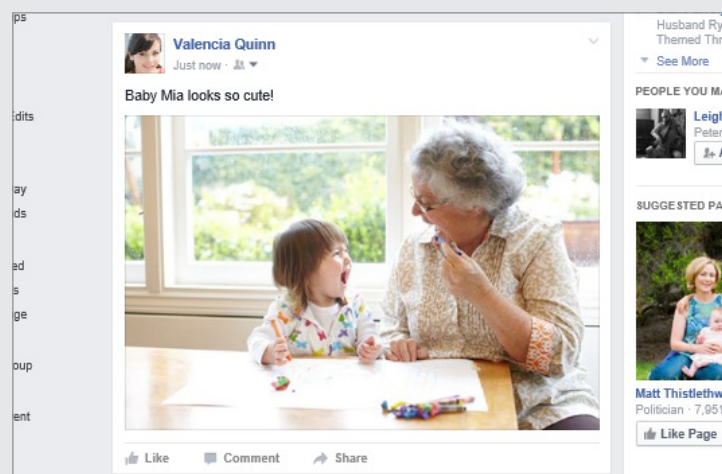 ps
Edits
ay
ds
ed
s
ge
oup
ent
Valencia Quinn
Just now ·
Baby Mia looks so cute!
Like Comment Share
Husband Ry
Themed Thr
See More
PEOPLE YOU MA
Leigh
Peter
SUGGESTED PA
Matt Thistlethw
Politician · 7,951
Like Page